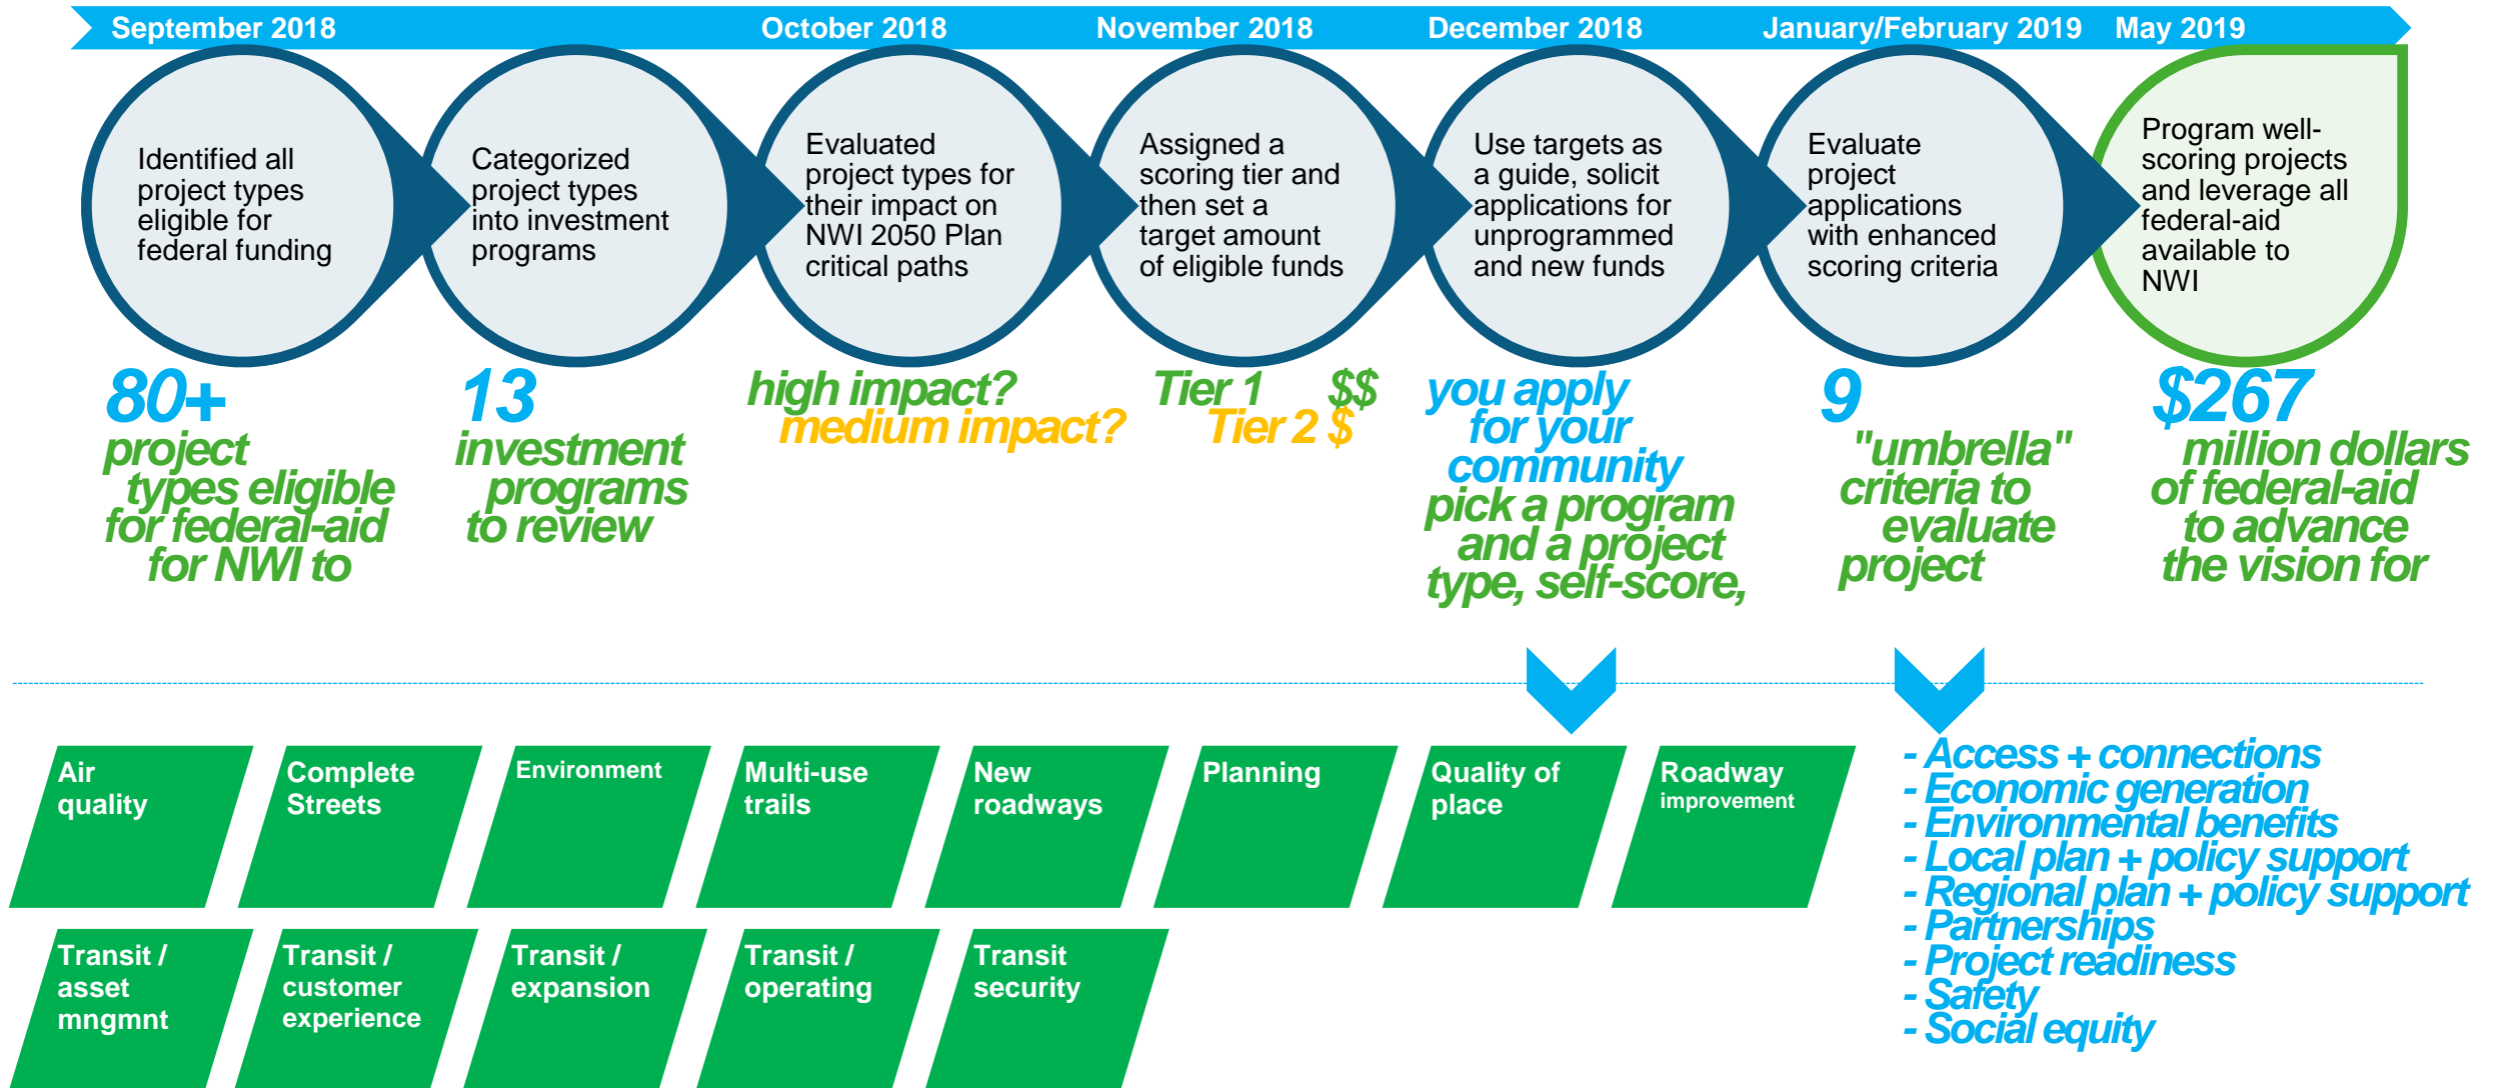 September 2018
October 2018
November 2018
December 2018
January/February 2019
May 2019
Identified all
project types
eligible for
federal funding
Categorized
project types
into investment
programs
Evaluated
project types for
their impact on
NWI 2050 Plan
critical paths
Assigned a
scoring tier and
then set a
target amount
of eligible funds
Use targets as
a guide, solicit
applications for
unprogrammed
and new funds
Evaluate
project
applications
with enhanced
scoring criteria
Program well-
scoring projects
and leverage all
federal-aid
available to
NWI
80+
project
types eligible
for federal-aid
for NWI to
13
investment
programs
to review
high impact?
medium impact?
Tier 1 $$
Tier 2 $
you apply
for your
community
pick a program
and a project
type, self-score,
9
"umbrella"
criteria to
evaluate
project
$267
million dollars
of federal-aid
to advance
the vision for
Air
quality
Complete
Streets
Environment
Multi-use
trails
New
roadways
Planning
Quality of
place
Roadway
improvement
Transit /
asset
mngmnt
Transit /
customer
experience
Transit /
expansion
Transit /
operating
Transit
security
- Access + connections
- Economic generation
- Environmental benefits
- Local plan + policy support
- Regional plan + policy support
- Partnerships
- Project readiness
- Safety
- Social equity